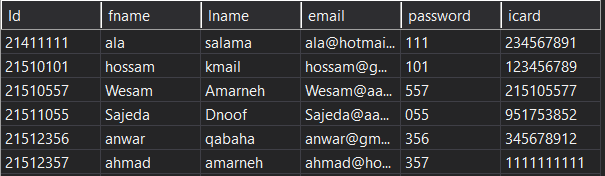 Id fname lname email password icard
21411111 ala salama ala@hotmai... 111 234567891
21510101 hossam kmail hossam@g... 101 123456789
21510557 Wesam Amarneh Wesam@aa... 557 215105577
21511055 Sajeda Dnoof Sajeda@aa... 055 951753852
21512356 anwar qabaha anwar@gm... 356 345678912
21512357 ahmad amarneh ahmad@ho... 357 1111111111